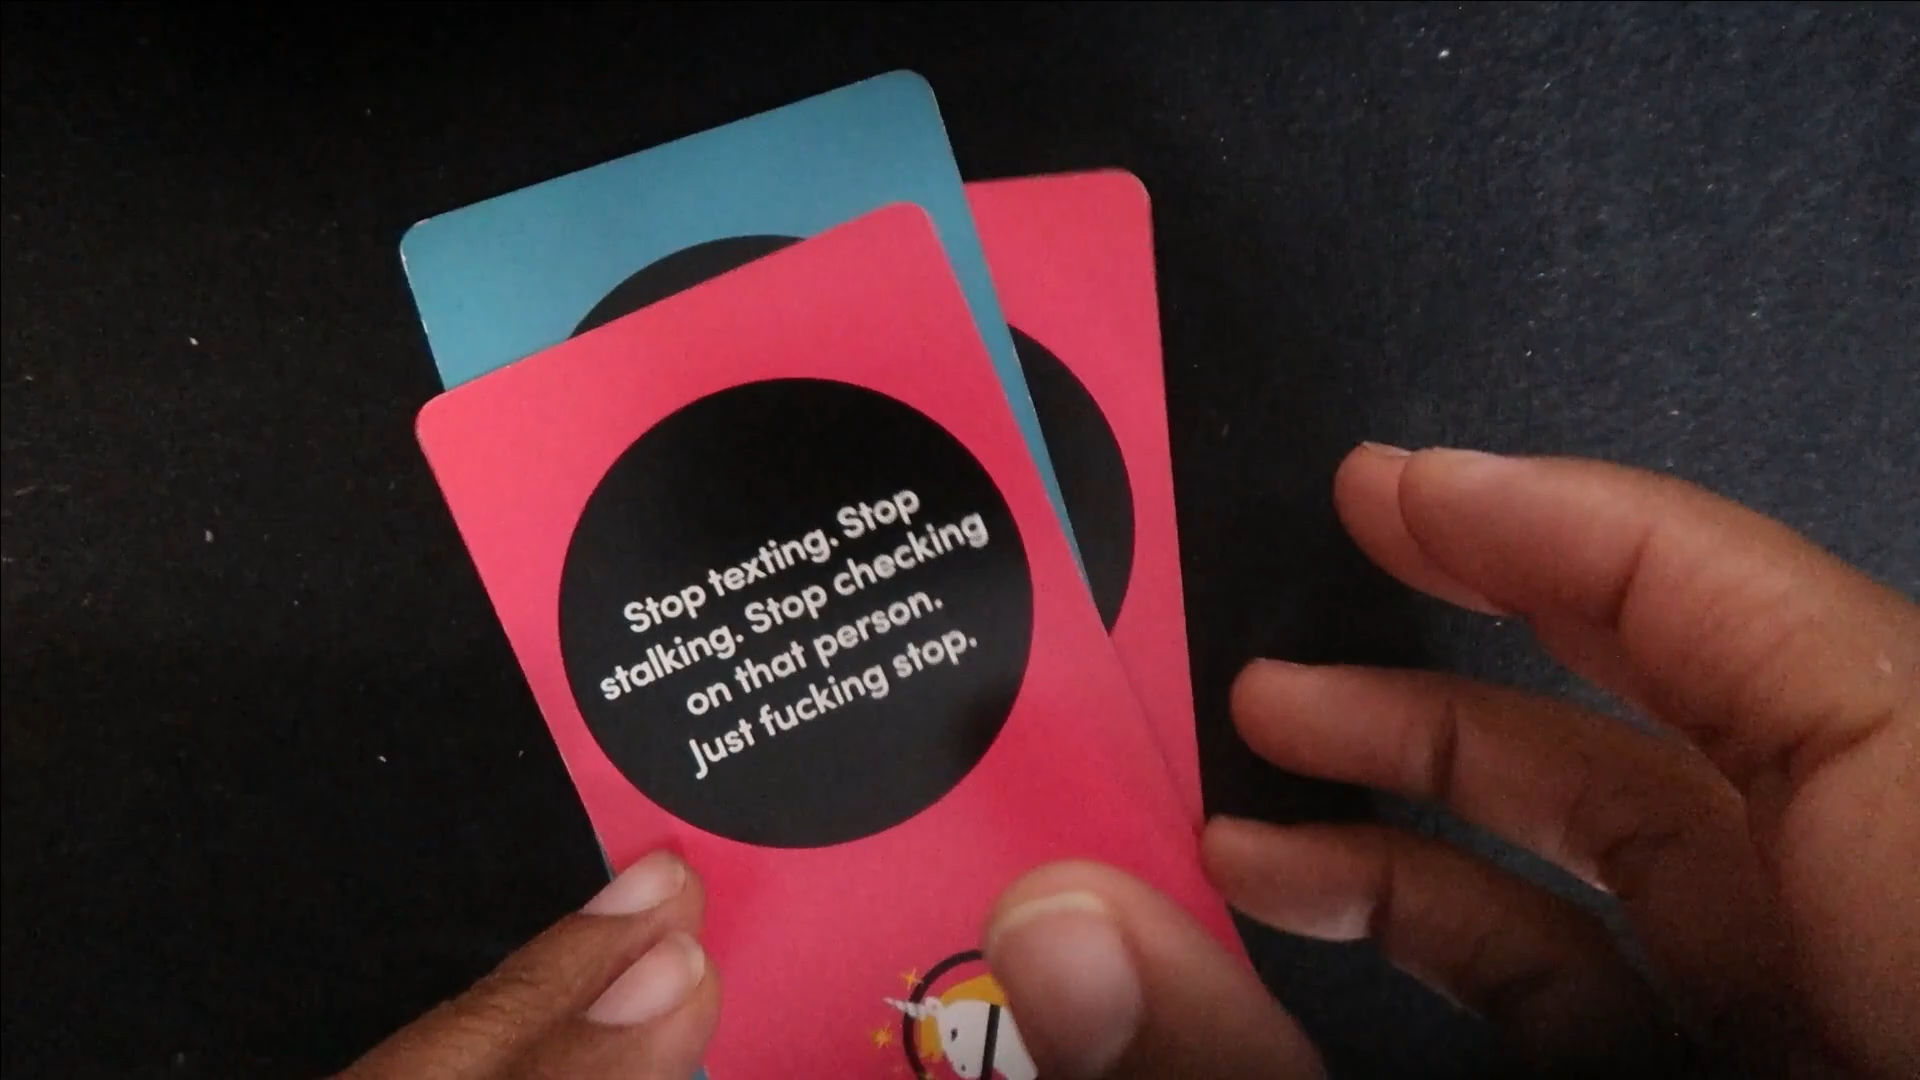 Stop texting. Stop
stalking. Stop checking
on that person.
Just fucking stop.